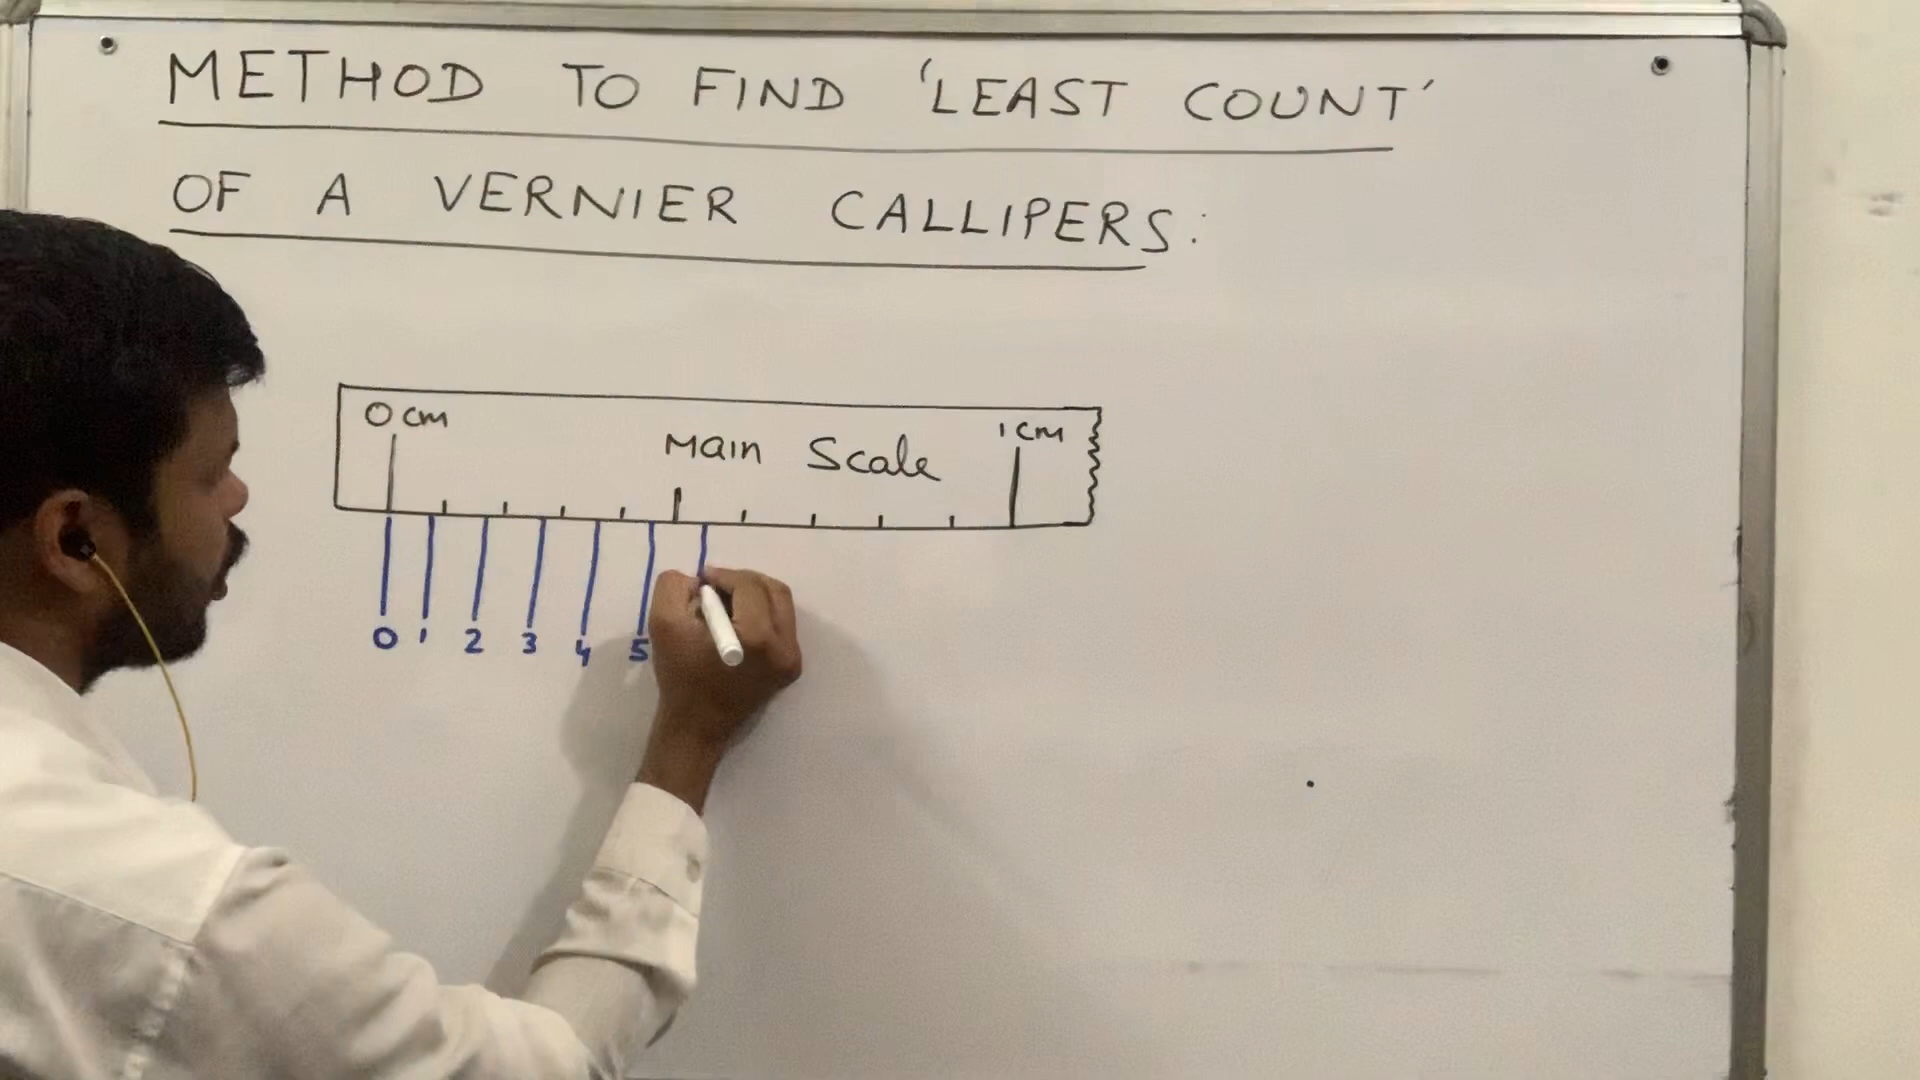 METHOD TO FIND 'LEAST COUNT'
OF A VERNIER CALLIPERS:
0 cm
1 cm
Main Scale
0 1 2 3 4 5